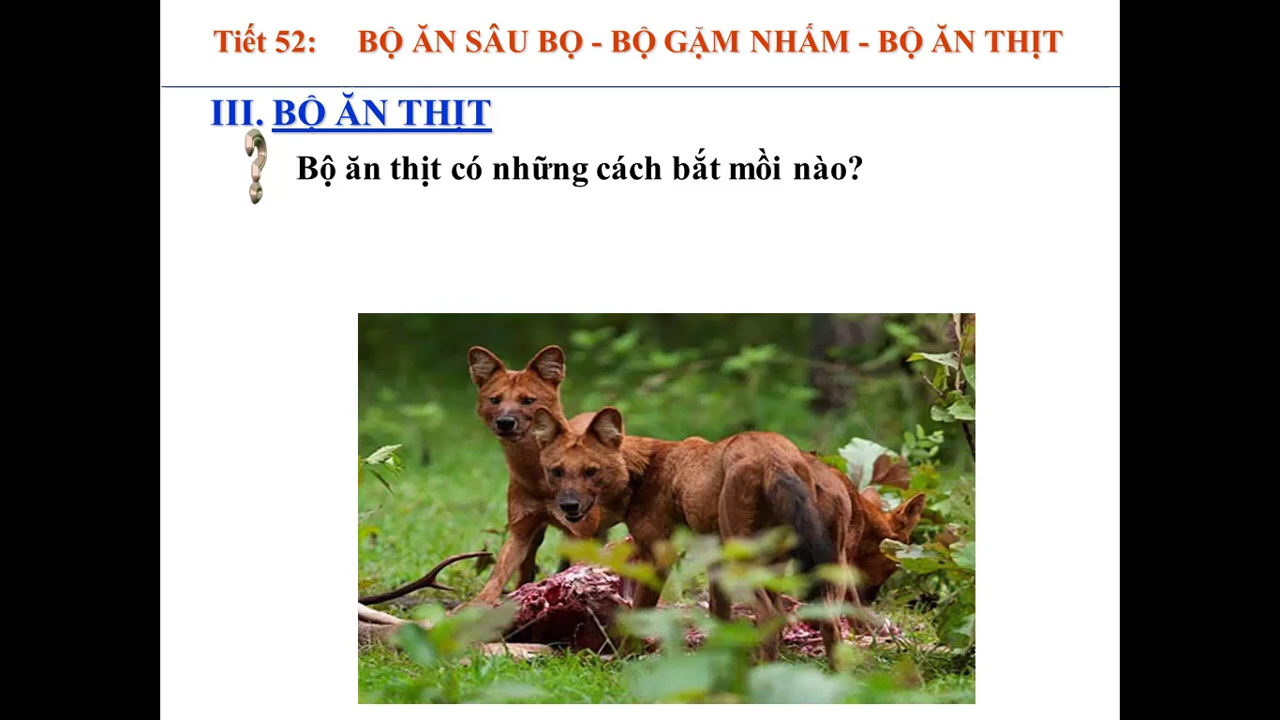 Tiết 52: BỘ ĂN SÂU BỌ - BỘ GẶM NHẤM - BỘ ĂN THỊT
III. BỘ ĂN THỊT
? Bộ ăn thịt có những cách bắt mồi nào?